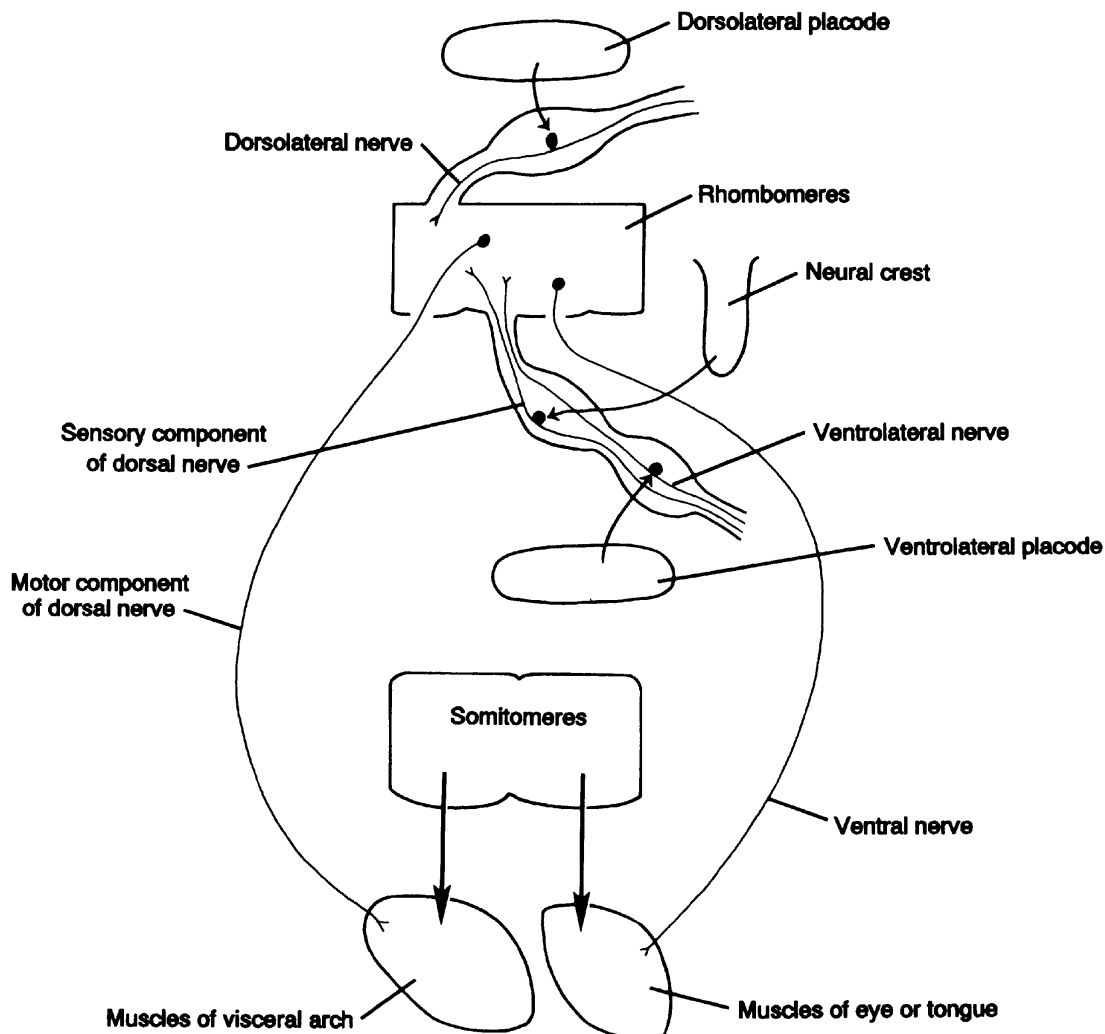 Dorsolateral placode
Dorsolateral nerve
Rhombomeres
Neural crest
Sensory component
of dorsal nerve
Ventrolateral nerve
Ventrolateral placode
Motor component
of dorsal nerve
Somitomeres
Ventral nerve
Muscles of visceral arch
Muscles of eye or tongue